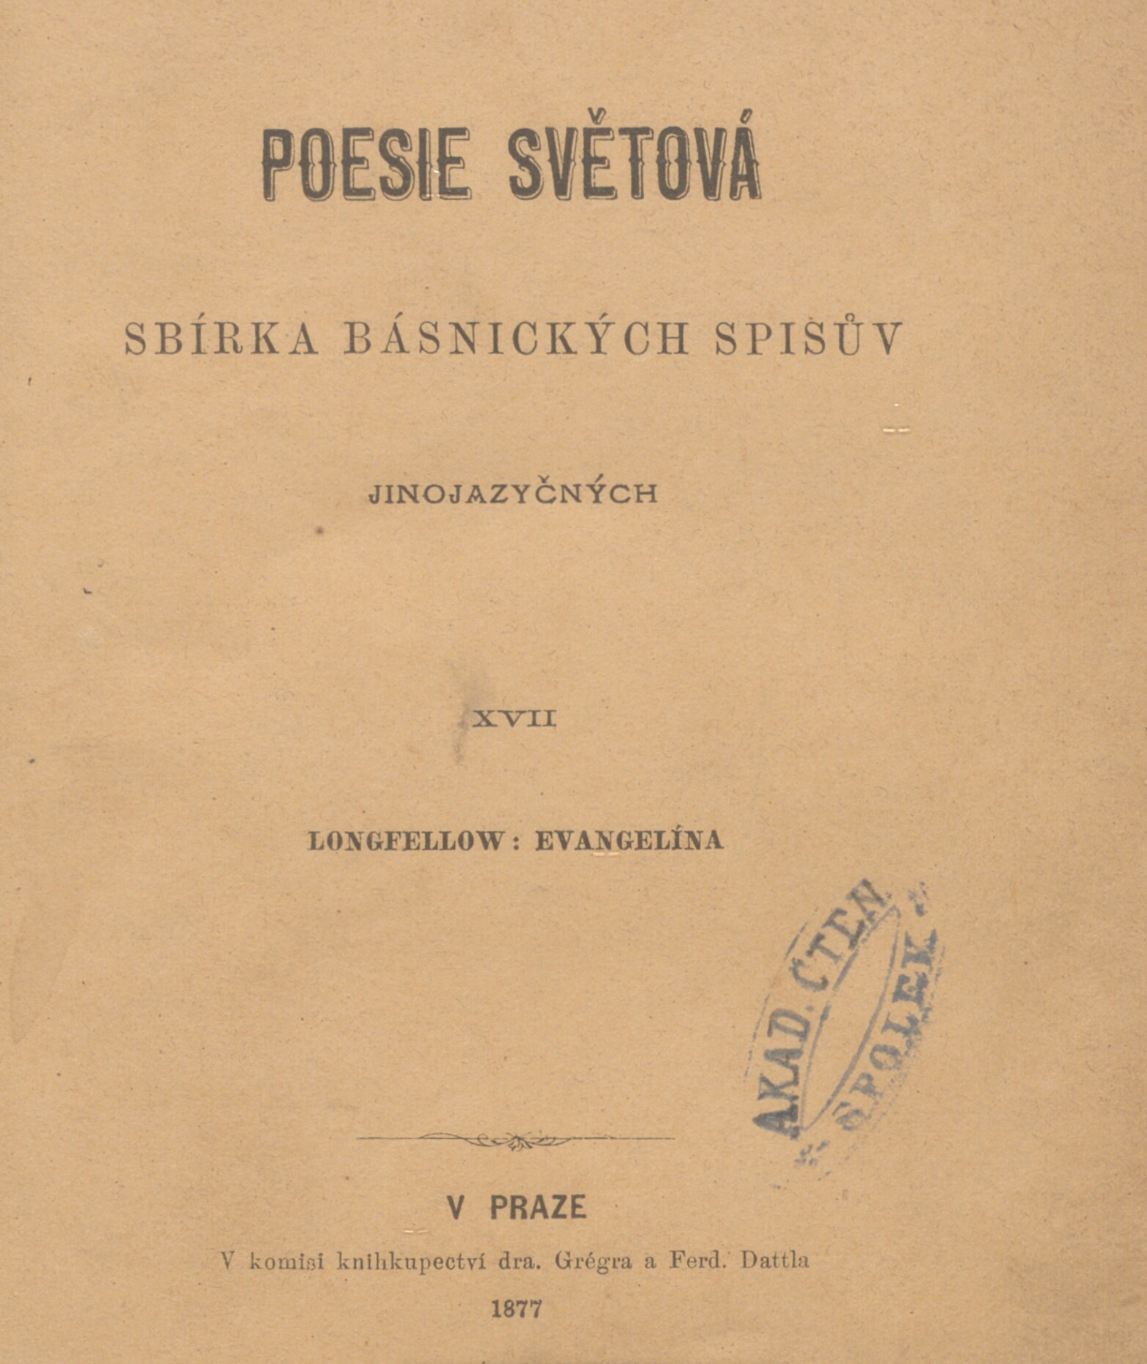 POESIE SVĚTOVÁ
SBÍRKA BÁSNICKÝCH SPISŮV
JINOJAZYČNÝCH
XVII
LONGFELLOW: EVANGELÍNA
AKAD. ČTEN
SPOLEK
V PRAZE
V komisi knihkupectví dra. Grégra a Ferd. Dattla
1877